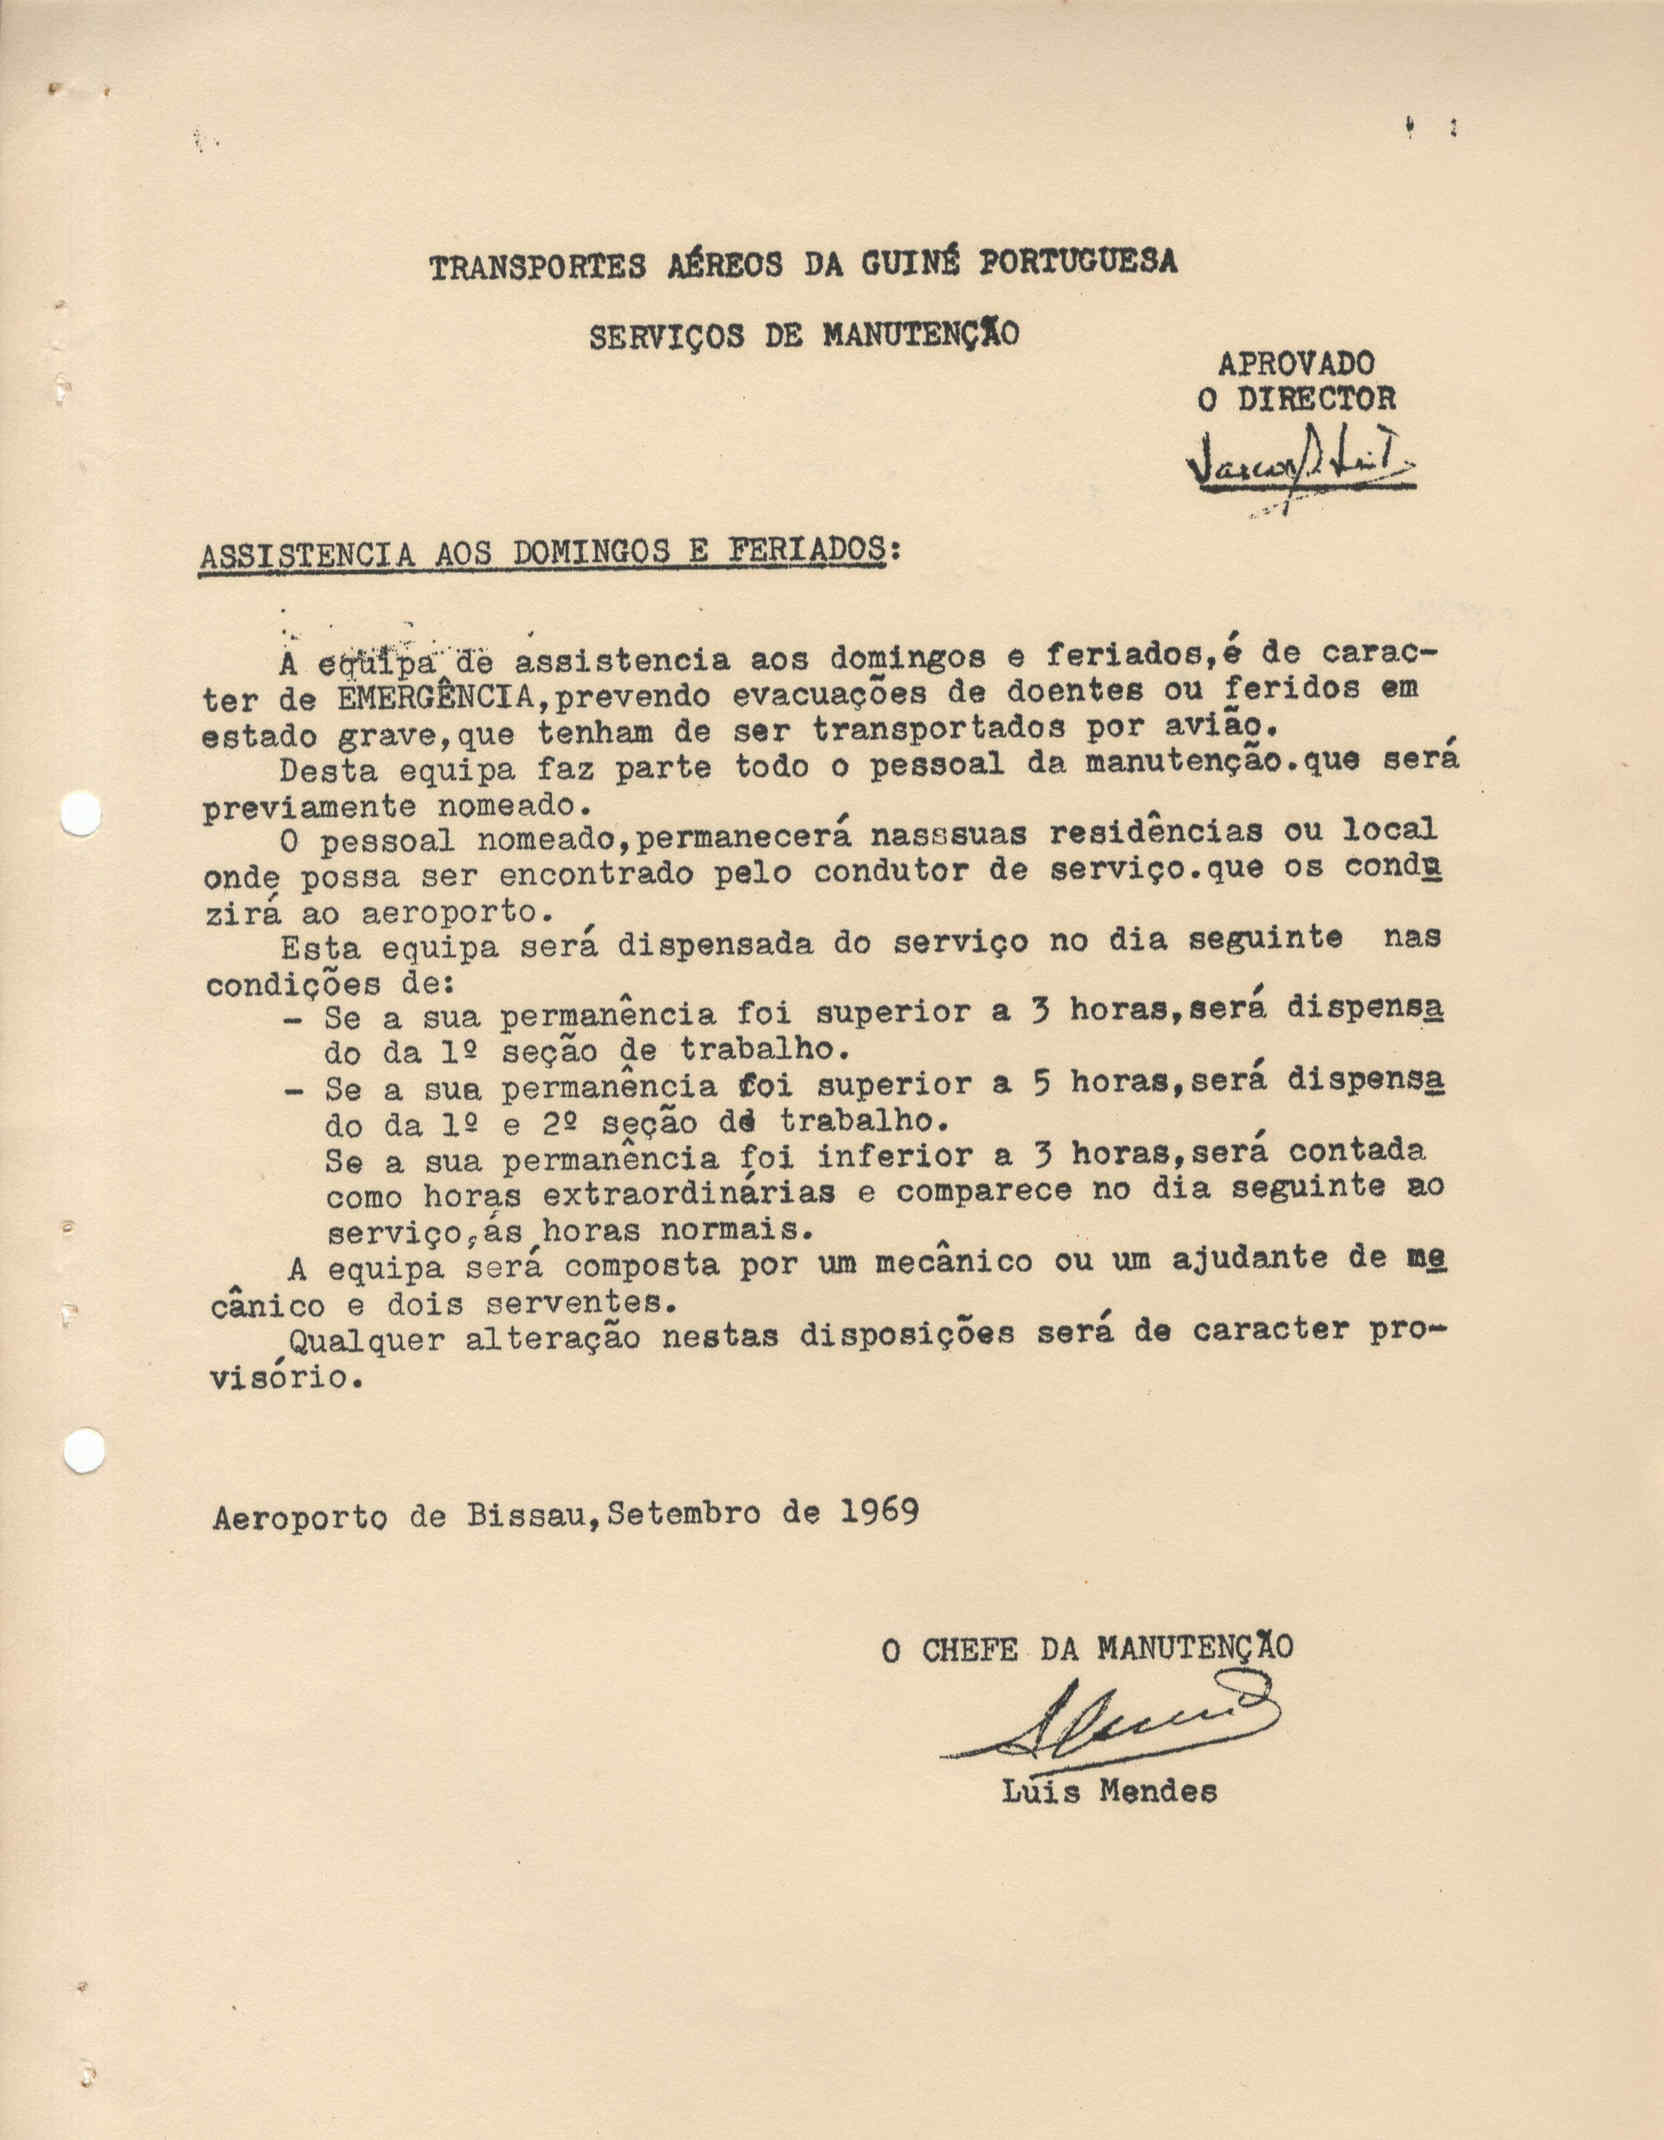 TRANSPORTES AÉREOS DA GUINÉ PORTUGUESA
SERVIÇOS DE MANUTENÇÃO
APROVADO
O DIRECTOR
ASSISTENCIA AOS DOMINGOS E FERIADOS:
A equipa de assistencia aos domingos e feriados,é de carac-
ter de EMERGÊNCIA,prevendo evacuações de doentes ou feridos em
estado grave,que tenham de ser transportados por avião.
Desta equipa faz parte todo o pessoal da manutenção.que será
previamente nomeado.
O pessoal nomeado,permanecerá nasssuas residências ou local
onde possa ser encontrado pelo condutor de serviço.que os condu
zirá ao aeroporto.
Esta equipa será dispensada do serviço no dia seguinte nas
condições de:
- Se a sua permanência foi superior a 3 horas,será dispensa
do da 1º seção de trabalho.
- Se a sua permanência foi superior a 5 horas,será dispensa
do da 1º e 2º seção de trabalho.
Se a sua permanência foi inferior a 3 horas,será contada
como horas extraordinárias e comparece no dia seguinte ao
serviço,ás horas normais.
A equipa será composta por um mecânico ou um ajudante de me
cânico e dois serventes.
Qualquer alteração nestas disposições será de caracter pro-
visório.
Aeroporto de Bissau,Setembro de 1969
O CHEFE DA MANUTENÇÃO
Luis Mendes